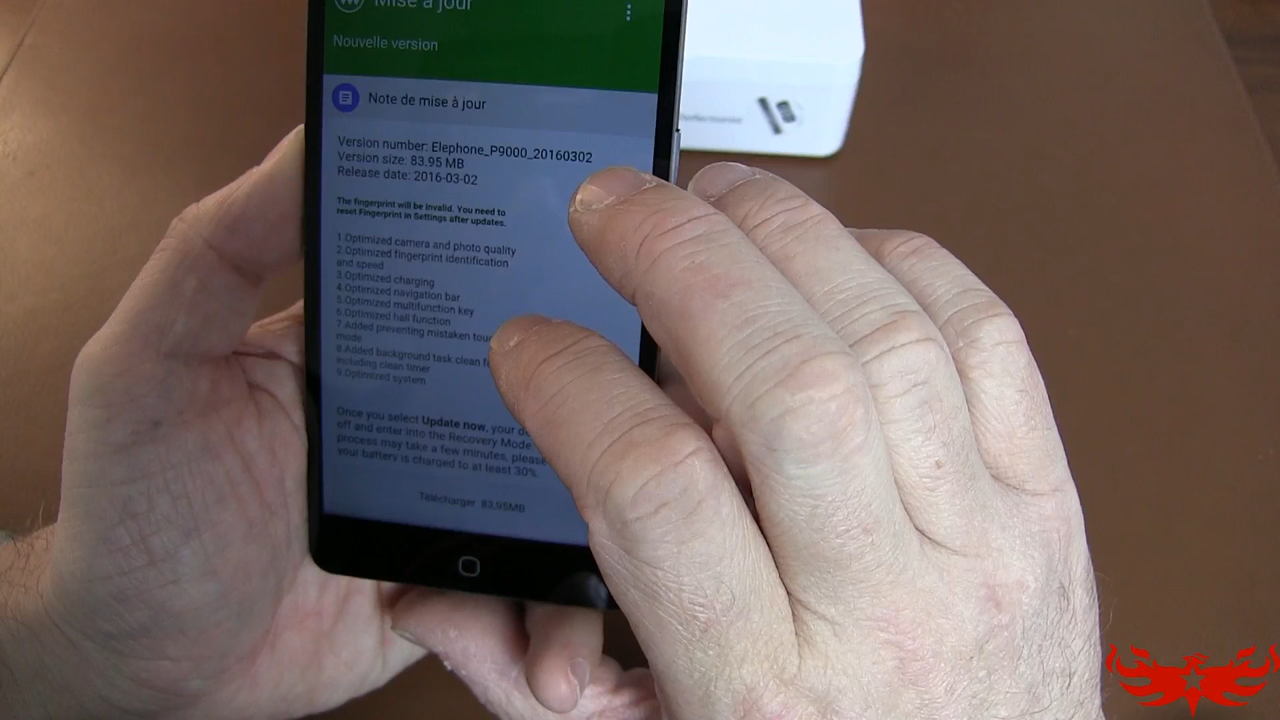 Mise à jour
Nouvelle version
Note de mise à jour
Version number: Elephone_P9000_20160302
Version size: 83.95 MB
Release date: 2016-03-02
The fingerprint will be invalid. You need to
reset Fingerprint in Settings after updates.
1.Optimized camera and photo quality
2.Optimized fingerprint identification
and speed
3.Optimized charging
4.Optimized navigation bar
5.Optimized multifunction key
6.Optimized hall function
7.Added preventing mistaken
mode
8.Added background task clean
including clean timer
9.Optimized system
Once you select Update now, your
off and enter into the Recovery Mode
process may take a few minutes, please
your battery is charged to at least 30%.
Télécharger 83,95MB